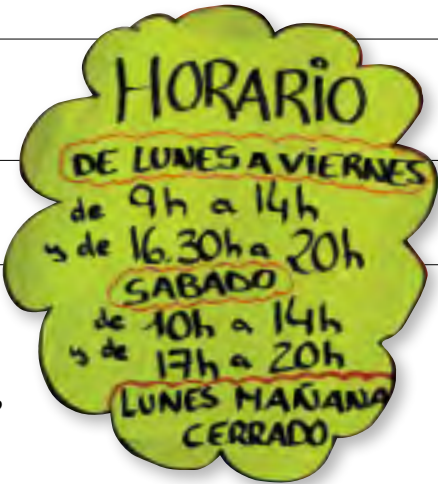 HORARiO
DE LUNES A ViERNES
de 9h a 14h
y de 16.30h a 20h
SABADO
de 10h a 14h
y de 17h a 20h
LUNES MAÑANA
CERRADO